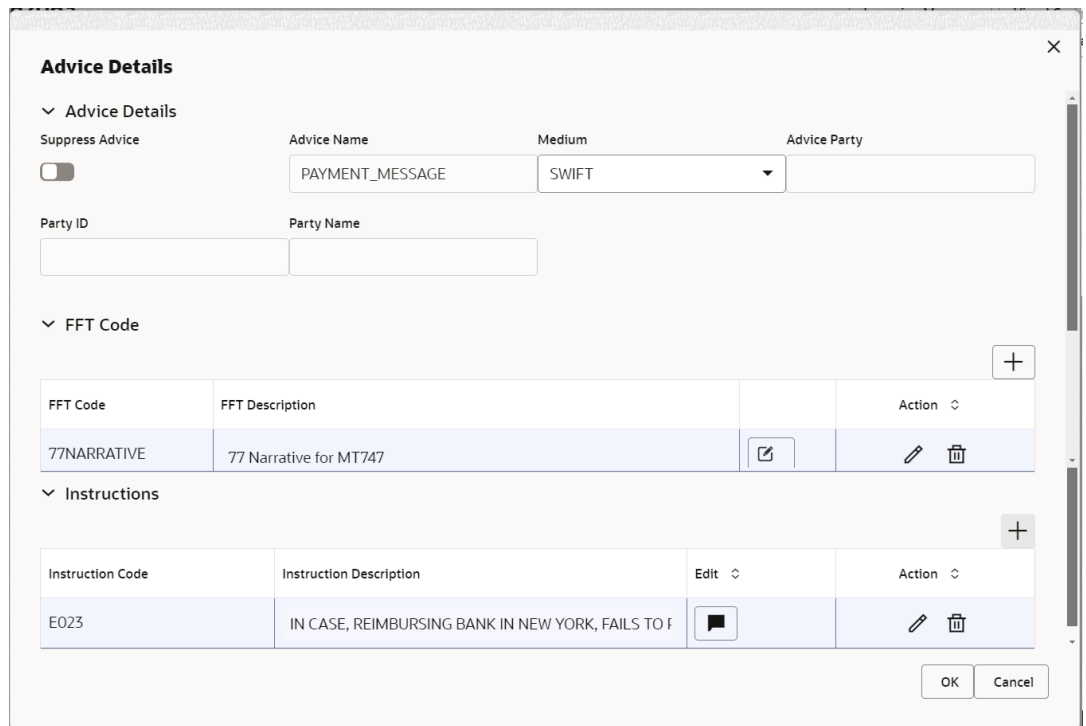 Advice Details
Advice Details
Suppress Advice Advice Name Medium Advice Party
PAYMENT_MESSAGE SWIFT
Party ID Party Name
FFT Code
FFT Code FFT Description Action
77NARRATIVE 77 Narrative for MT747
Instructions
Instruction Code Instruction Description Edit Action
E023 IN CASE, REIMBURSING BANK IN NEW YORK, FAILS TO
OK Cancel